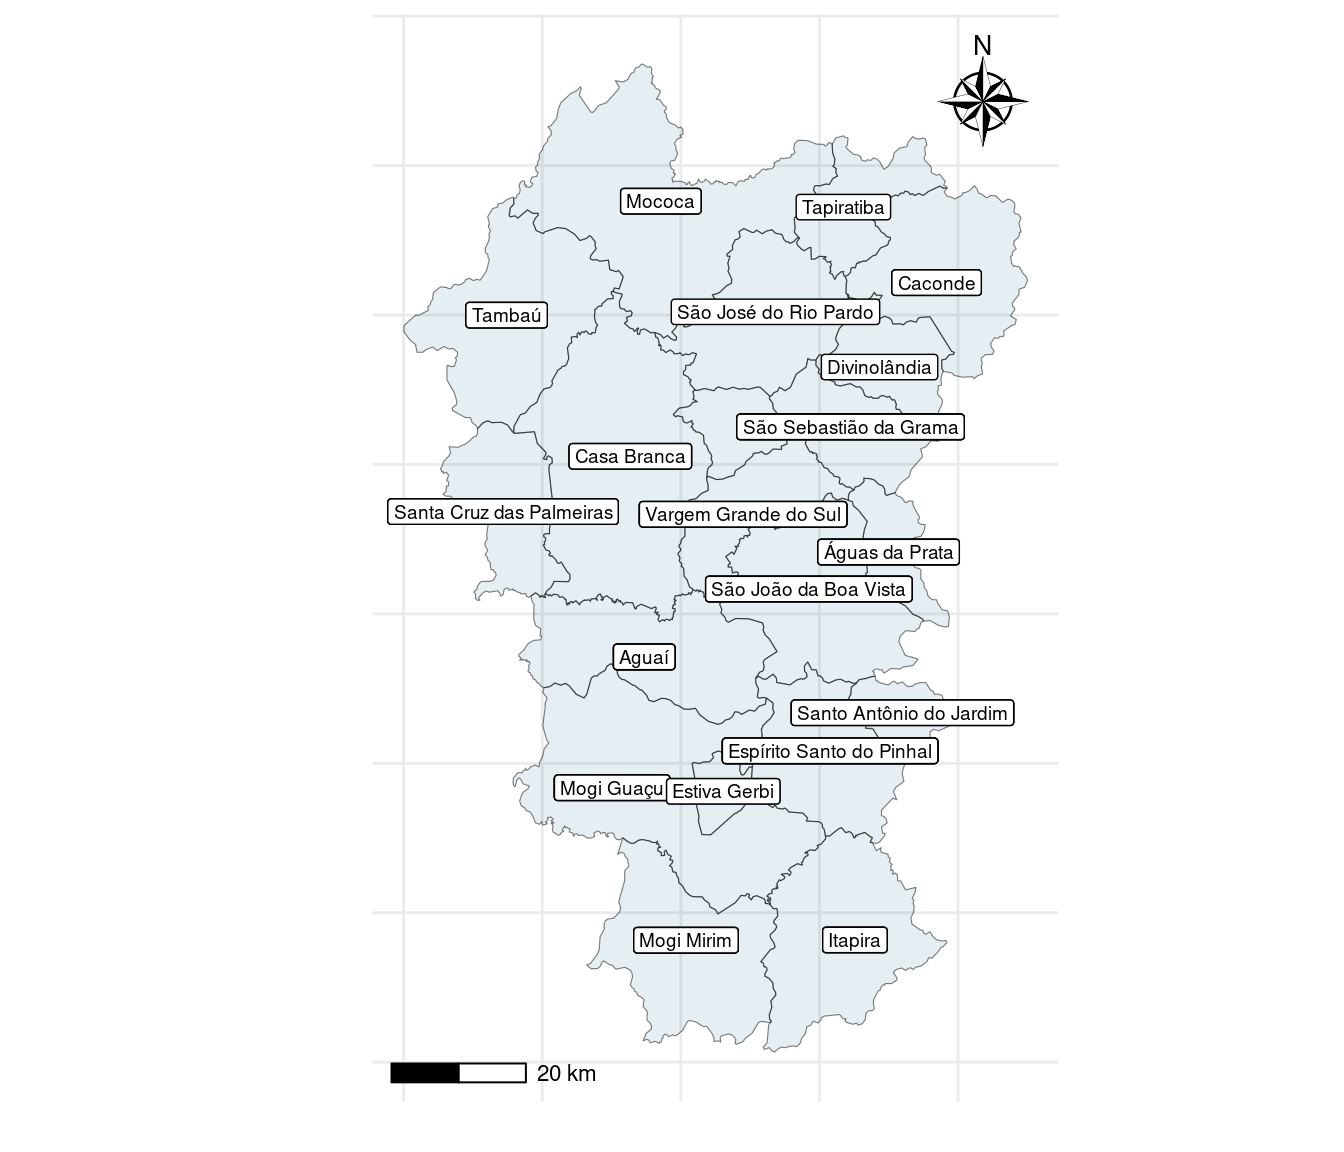 N
Mococa
Tapiratiba
Caconde
São José do Rio Pardo
Tambaú
Divinolândia
São Sebastião da Grama
Casa Branca
Santa Cruz das Palmeiras
Vargem Grande do Sul
Águas da Prata
São João da Boa Vista
Aguaí
Santo Antônio do Jardim
Espírito Santo do Pinhal
Mogi Guaçu
Estiva Gerbi
Mogi Mirim
Itapira
20 km